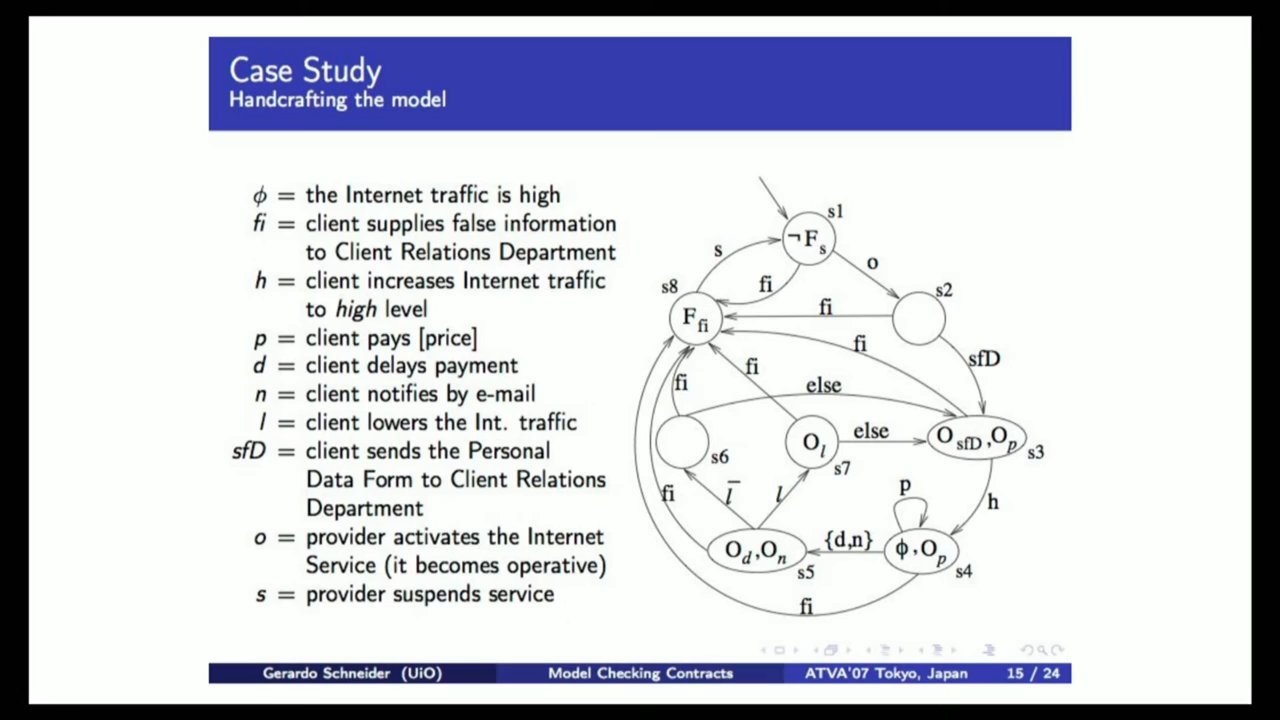 Case Study
Handcrafting the model
ϕ = the Internet traffic is high
fi = client supplies false information
to Client Relations Department
h = client increases Internet traffic
to high level
p = client pays [price]
d = client delays payment
n = client notifies by e-mail
l = client lowers the Int. traffic
sfD = client sends the Personal
Data Form to Client Relations
Department
o = provider activates the Internet
Service (it becomes operative)
s = provider suspends service
s1
¬F_s
s
o
s8
fi
s2
F_fi
fi
fi
sfD
fi
fi
else
s6
O_l
s7
else
O_sfD,O_p
s3
fi
l̅
l
p
h
O_d,O_n
s5
{d,n}
ϕ,O_p
s4
fi
Gerardo Schneider (UiO)
Model Checking Contracts
ATVA'07 Tokyo, Japan
15 / 24